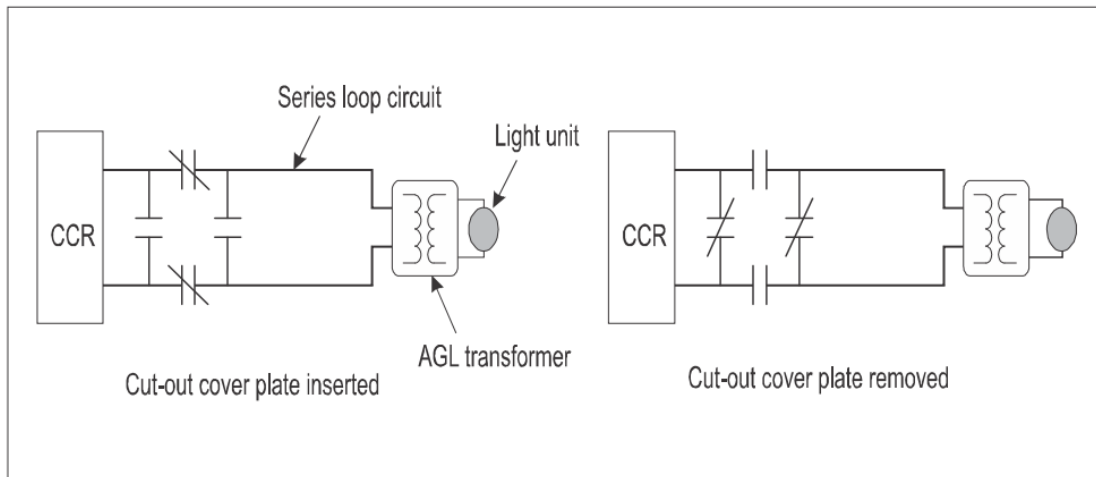 Series loop circuit
Light unit
CCR
CCR
AGL transformer
Cut-out cover plate inserted
Cut-out cover plate removed